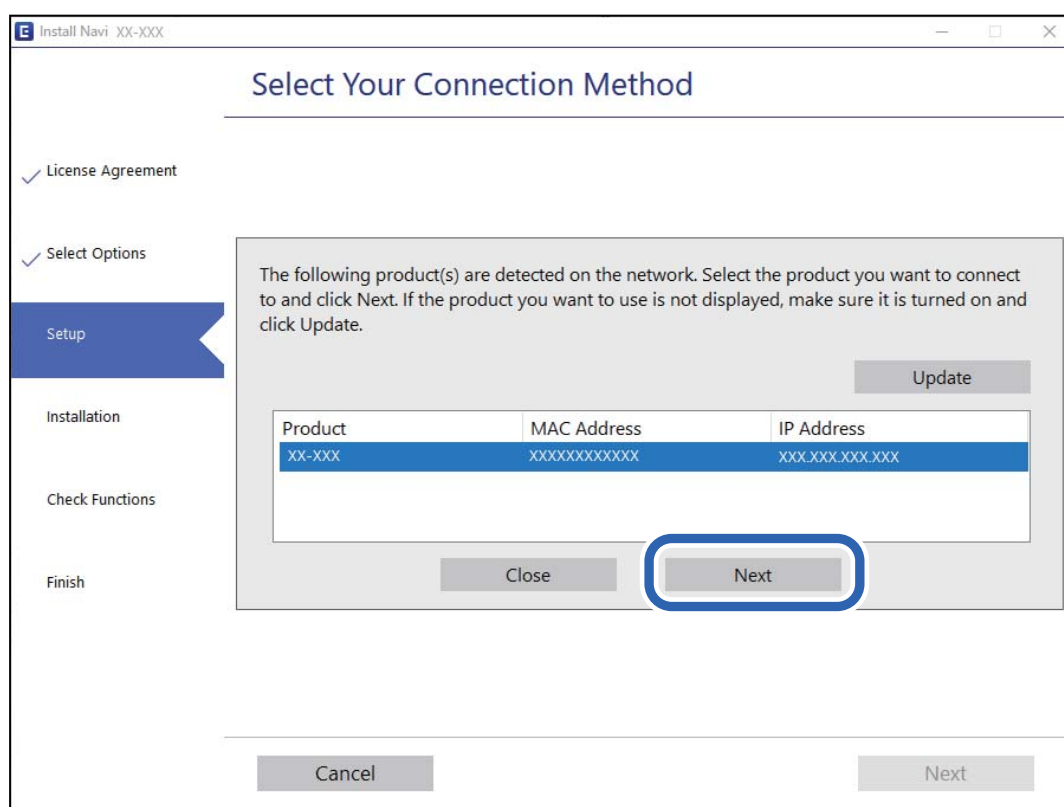 E Install Navi XX-XXX
Select Your Connection Method
License Agreement
Select Options
Setup
Installation
Check Functions
Finish
The following product(s) are detected on the network. Select the product you want to connect
to and click Next. If the product you want to use is not displayed, make sure it is turned on and
click Update.
Update
Product MAC Address IP Address
XX-XXX XXXXXXXXXXXX XXX.XXX.XXX.XXX
Close Next
Cancel Next